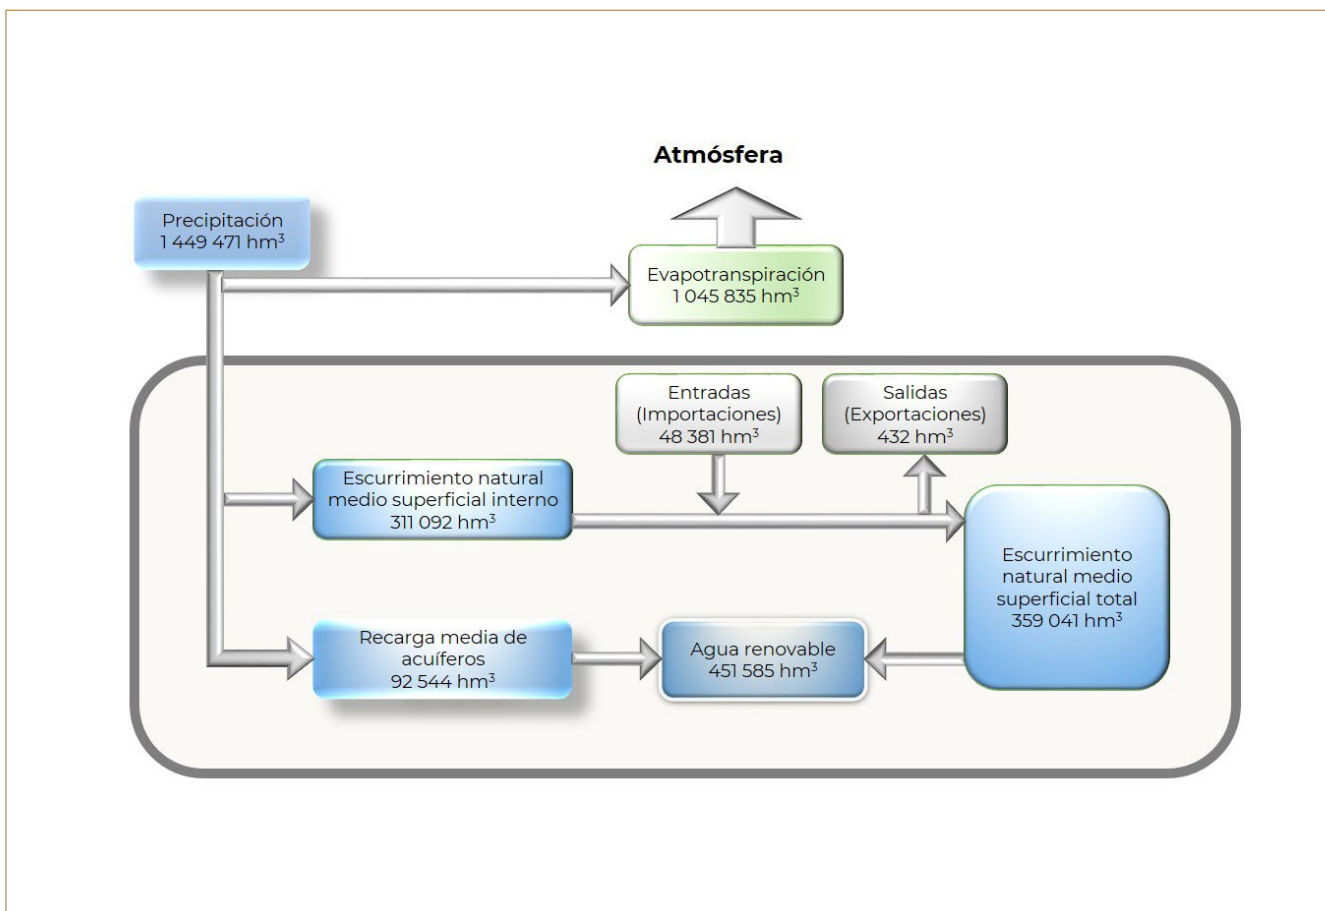 Atmósfera
Precipitación
1 449 471 hm³
Evapotranspiración
1 045 835 hm³
Entradas
(Importaciones)
48 381 hm³
Salidas
(Exportaciones)
432 hm³
Escurrimiento natural
medio superficial interno
311 092 hm³
Escurrimiento
natural medio
superficial total
359 041 hm³
Recarga media de
acuíferos
92 544 hm³
Agua renovable
451 585 hm³